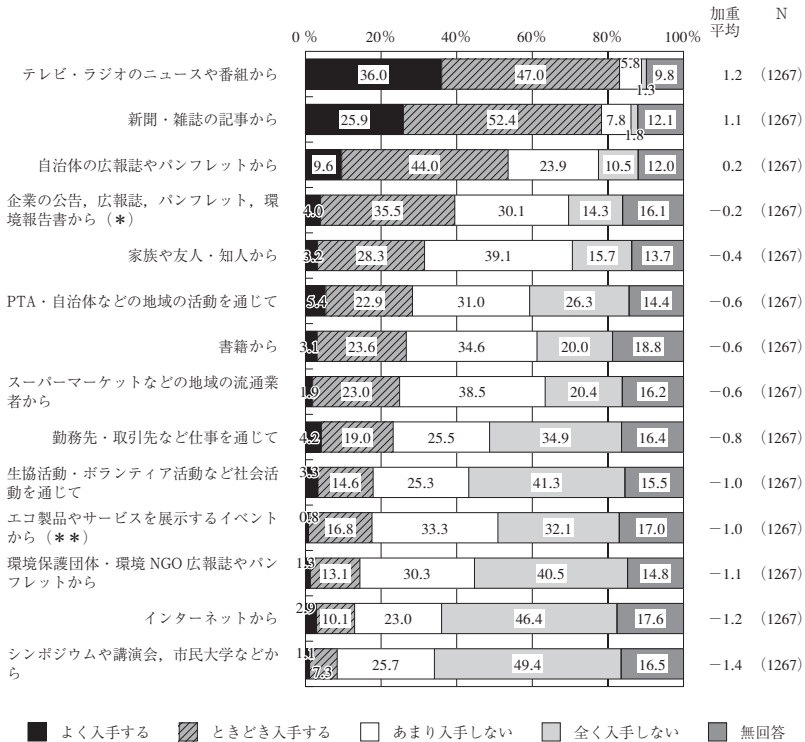 加重
平均 N
0% 20% 40% 60% 80% 100%
テレビ・ラジオのニュースや番組から 36.0 47.0 5.8 1.3 9.8 1.2 (1267)
新聞・雑誌の記事から 25.9 52.4 7.8 1.8 12.1 1.1 (1267)
自治体の広報誌やパンフレットから 9.6 44.0 23.9 10.5 12.0 0.2 (1267)
企業の公告，広報誌，パンフレット，環
境報告書から（＊） 4.0 35.5 30.1 14.3 16.1 −0.2 (1267)
家族や友人・知人から 3.2 28.3 39.1 15.7 13.7 −0.4 (1267)
PTA・自治体などの地域の活動を通じて 5.4 22.9 31.0 26.3 14.4 −0.6 (1267)
書籍から 3.1 23.6 34.6 20.0 18.8 −0.6 (1267)
スーパーマーケットなどの地域の流通業
者から 1.9 23.0 38.5 20.4 16.2 −0.6 (1267)
勤務先・取引先など仕事を通じて 4.2 19.0 25.5 34.9 16.4 −0.8 (1267)
生協活動・ボランティア活動など社会活
動を通じて 3.3 14.6 25.3 41.3 15.5 −1.0 (1267)
エコ製品やサービスを展示するイベント
から（＊＊） 0.8 16.8 33.3 32.1 17.0 −1.0 (1267)
環境保護団体・環境 NGO 広報誌やパン
フレットから 1.3 13.1 30.3 40.5 14.8 −1.1 (1267)
インターネットから 2.9 10.1 23.0 46.4 17.6 −1.2 (1267)
シンポジウムや講演会，市民大学などか
ら 1.1 7.3 25.7 49.4 16.5 −1.4 (1267)
よく入手する ときどき入手する あまり入手しない 全く入手しない 無回答